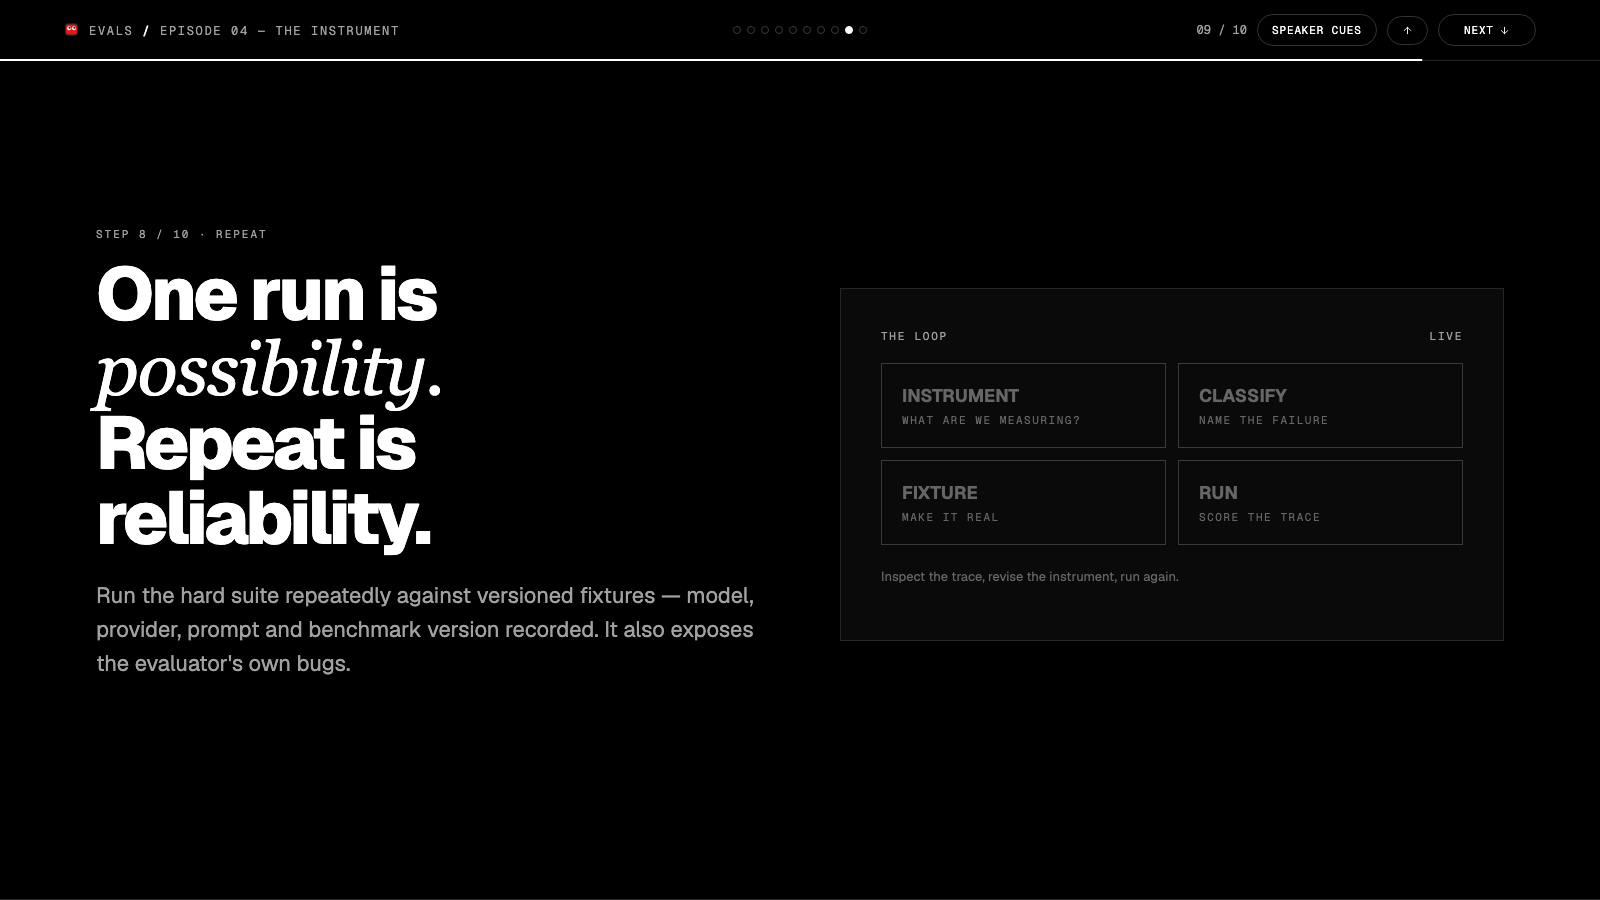 EVALS / EPISODE 04 — THE INSTRUMENT
09 / 10
SPEAKER CUES
↑
NEXT ↓
STEP 8 / 10 · REPEAT
One run is
possibility.
Repeat is
reliability.
Run the hard suite repeatedly against versioned fixtures — model,
provider, prompt and benchmark version recorded. It also exposes
the evaluator's own bugs.
THE LOOP
LIVE
INSTRUMENT
WHAT ARE WE MEASURING?
CLASSIFY
NAME THE FAILURE
FIXTURE
MAKE IT REAL
RUN
SCORE THE TRACE
Inspect the trace, revise the instrument, run again.